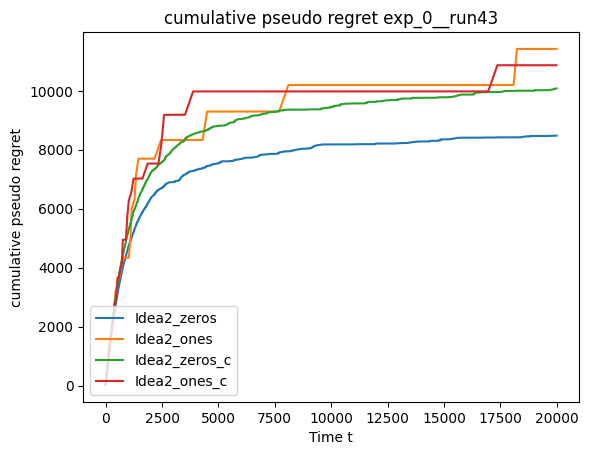 cumulative pseudo regret exp_0__run43
cumulative pseudo regret
10000
8000
6000
4000
2000
0
Idea2_zeros
Idea2_ones
Idea2_zeros_c
Idea2_ones_c
0 2500 5000 7500 10000 12500 15000 17500 20000
Time t